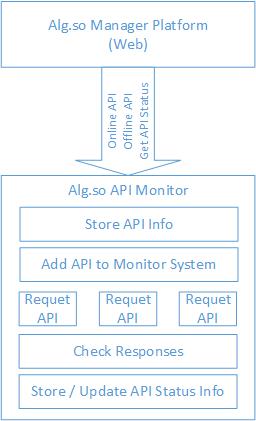 Alg.so Manager Platform
(Web)
Online API
Offline API
Get API Status
Alg.so API Monitor
Store API Info
Add API to Monitor System
Requet
API
Requet
API
Requet
API
Check Responses
Store / Update API Status Info